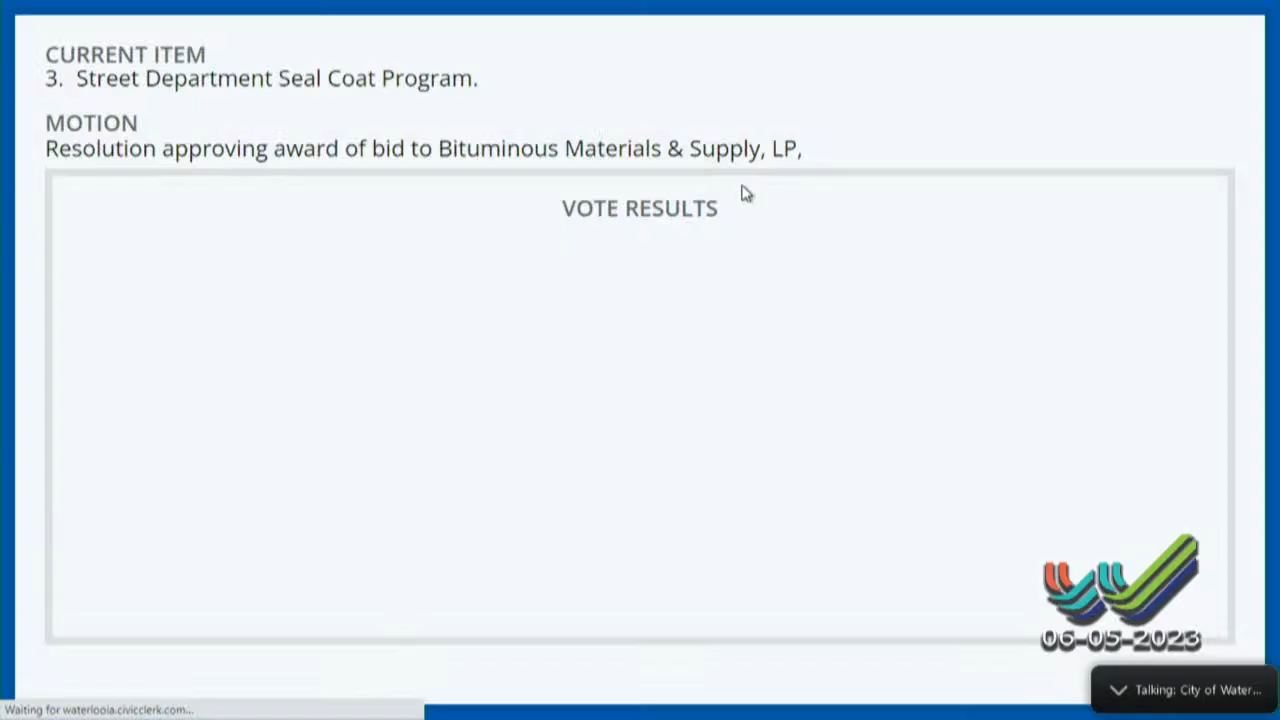 CURRENT ITEM
3. Street Department Seal Coat Program.
MOTION
Resolution approving award of bid to Bituminous Materials & Supply, LP,
VOTE RESULTS
06-05-2023
Talking: City of Water...
Waiting for waterlooia.civicclerk.com...